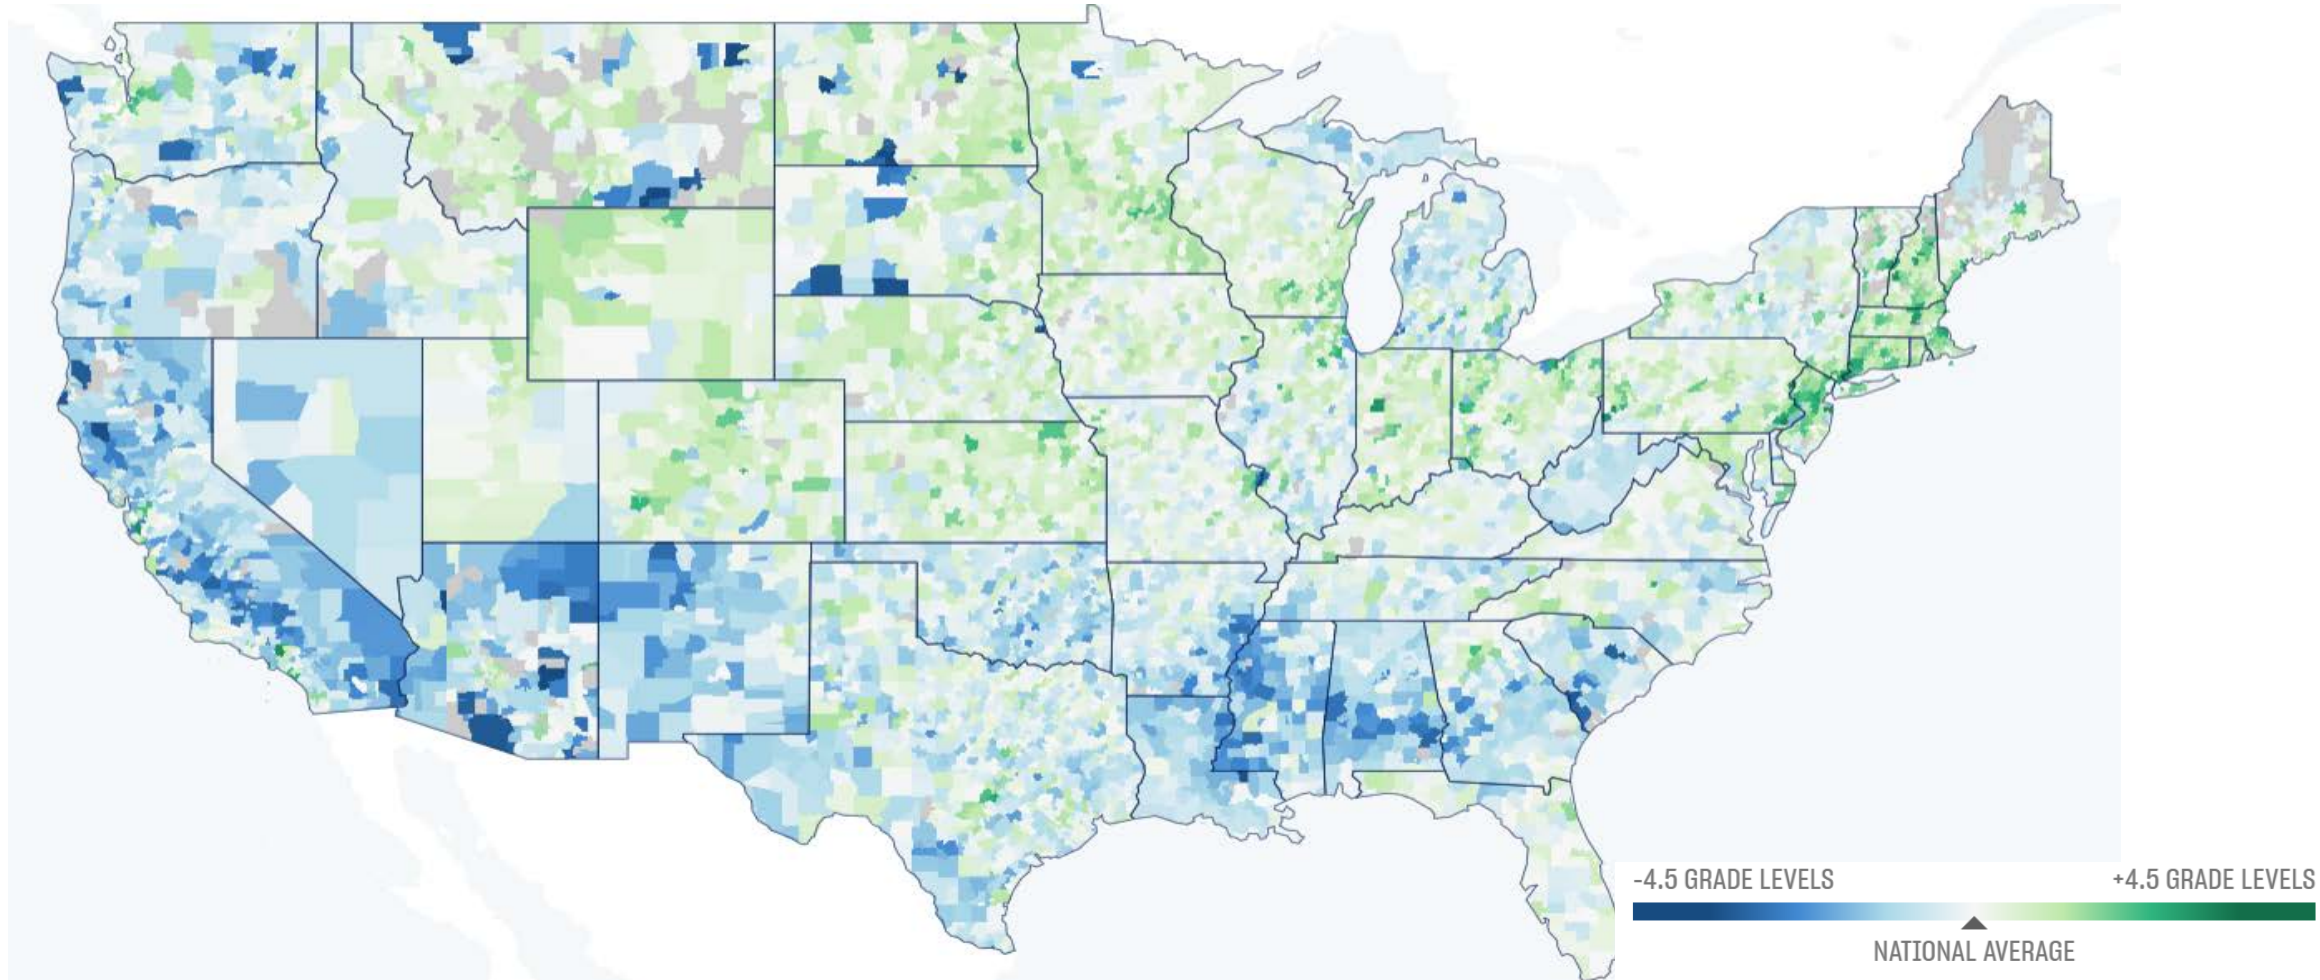 -4.5 GRADE LEVELS +4.5 GRADE LEVELS
NATIONAL AVERAGE